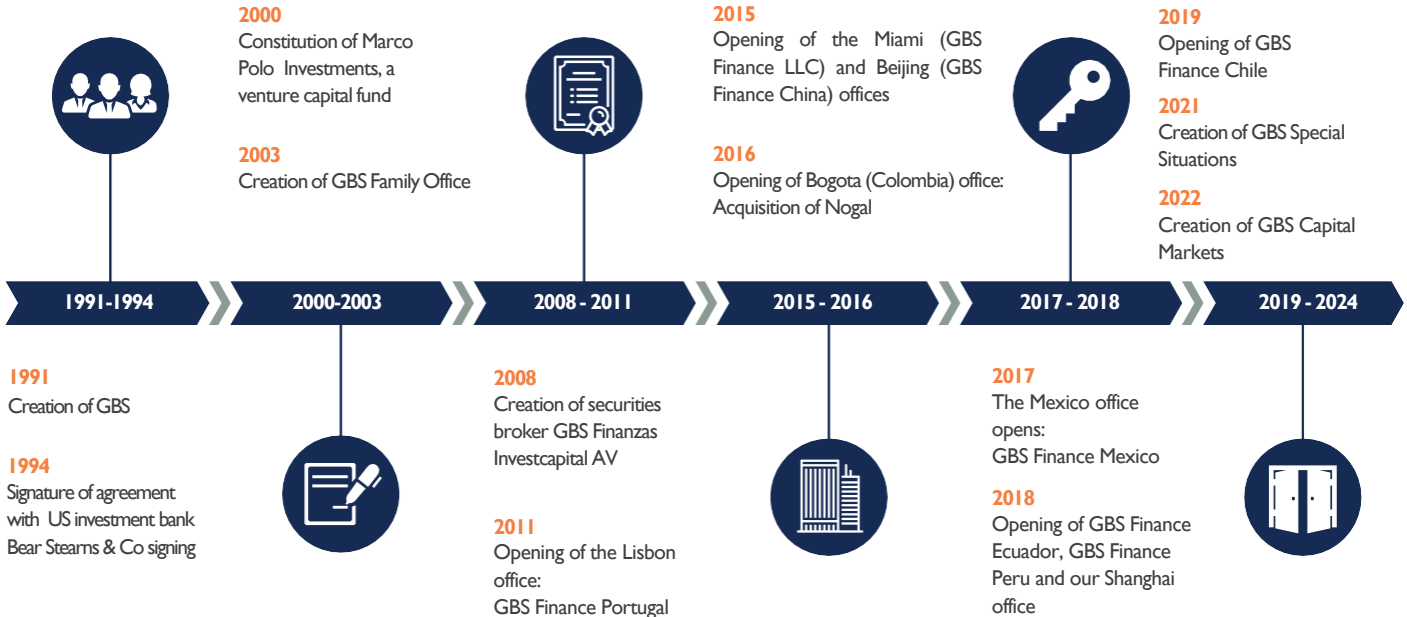 2000
Constitution of Marco
Polo Investments, a
venture capital fund
2003
Creation of GBS Family Office
2015
Opening of the Miami (GBS
Finance LLC) and Beijing (GBS
Finance China) offices
2016
Opening of Bogota (Colombia) office:
Acquisition of Nogal
2019
Opening of GBS
Finance Chile
2021
Creation of GBS Special
Situations
2022
Creation of GBS Capital
Markets
1991-1994
2000-2003
2008 - 2011
2015 - 2016
2017 - 2018
2019 - 2024
1991
Creation of GBS
1994
Signature of agreement
with US investment bank
Bear Stearns & Co signing
2008
Creation of securities
broker GBS Finanzas
Investcapital AV
2011
Opening of the Lisbon
office:
GBS Finance Portugal
2017
The Mexico office
opens:
GBS Finance Mexico
2018
Opening of GBS Finance
Ecuador, GBS Finance
Peru and our Shanghai
office